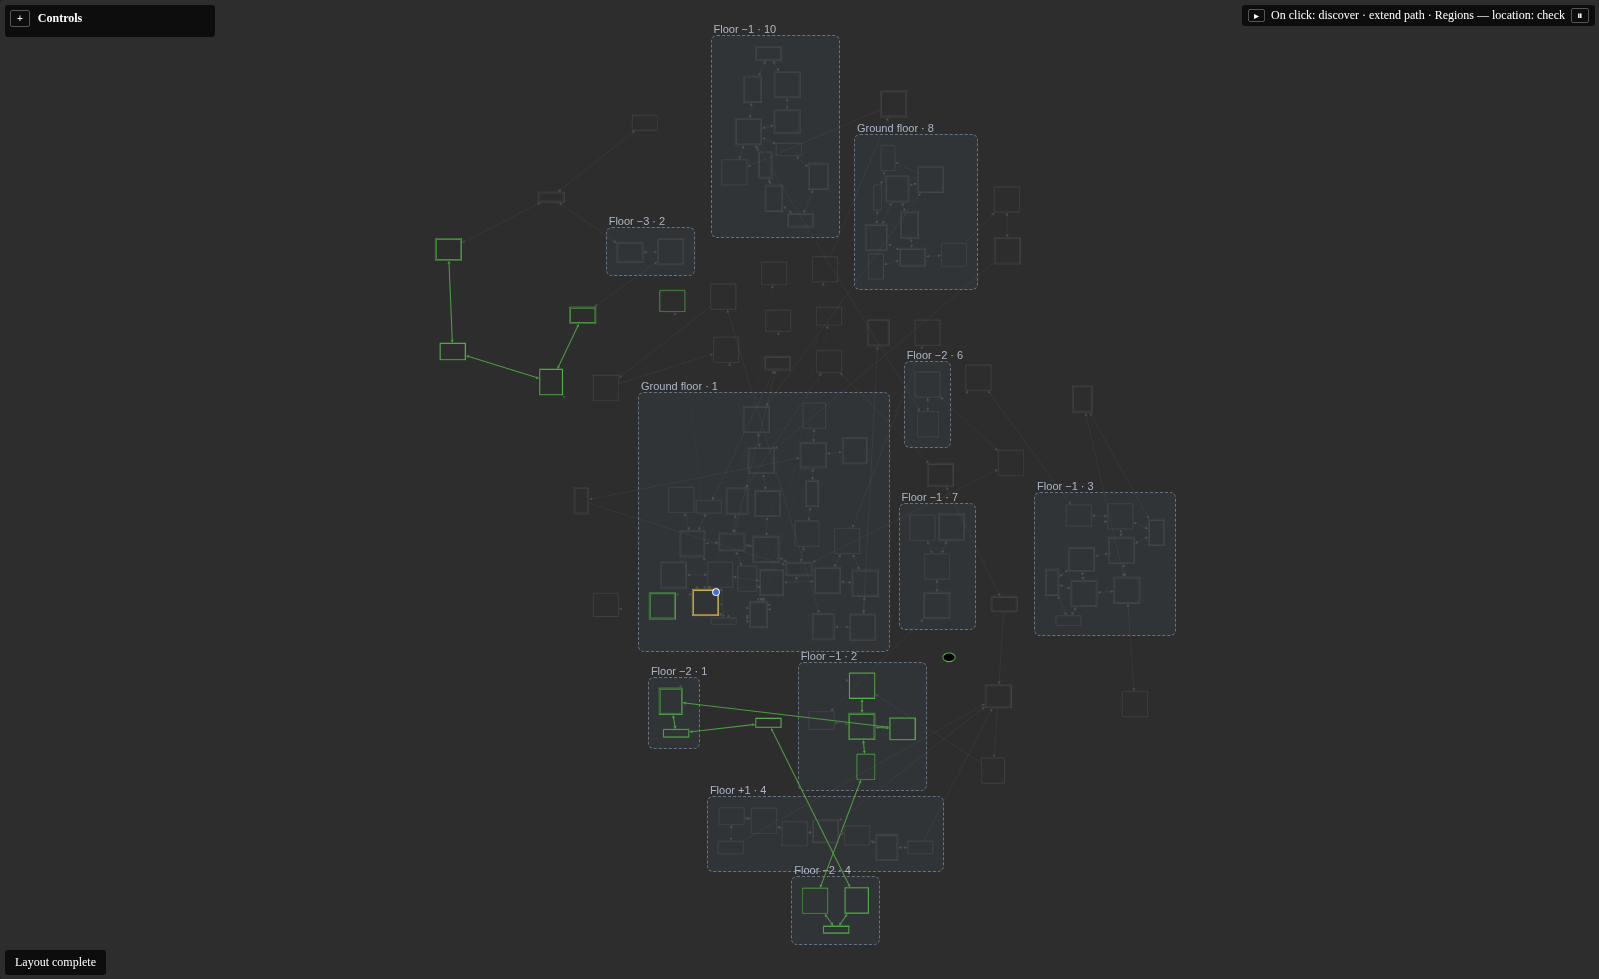 + Controls
▶ On click: discover · extend path · Regions — location: check ⏸
Floor −1 · 10
Ground floor · 8
Floor −3 · 2
Floor −2 · 6
Ground floor · 1
Floor −1 · 3
Floor −1 · 7
Floor −1 · 2
Floor −2 · 1
Floor +1 · 4
Floor −2 · 4
Layout complete